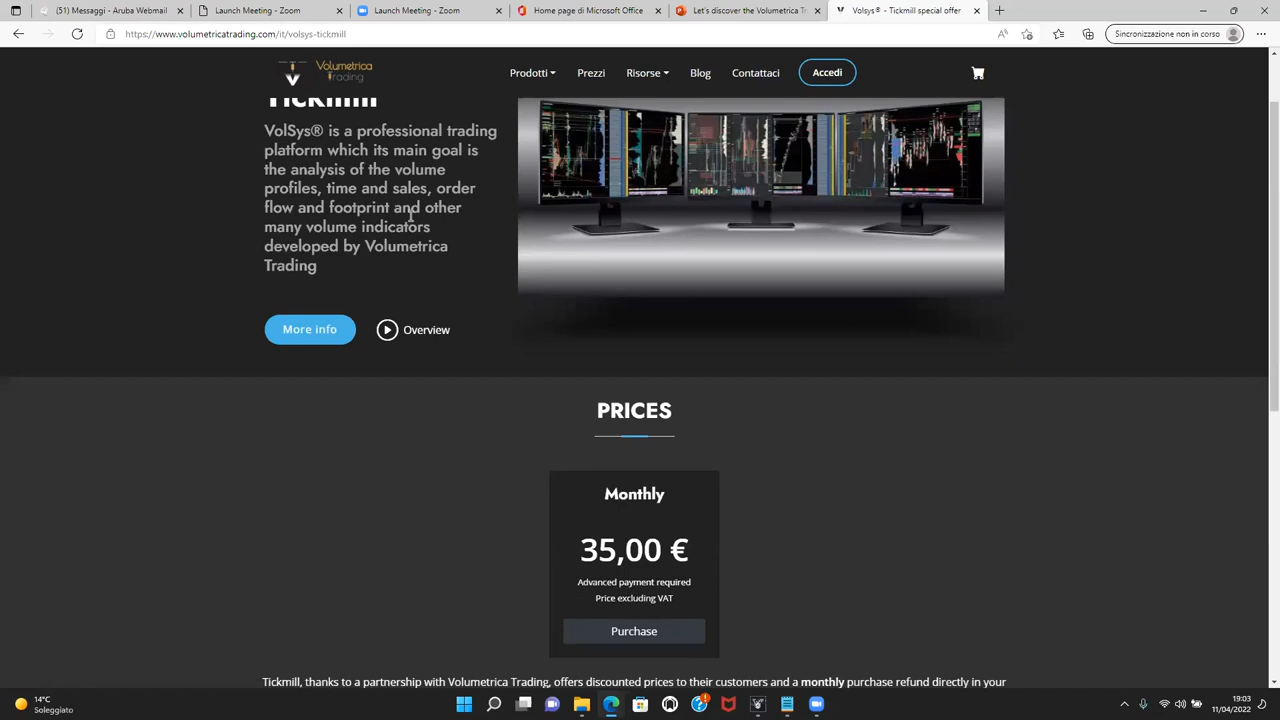 (51) Messaggi - Aruba Webmail
Launch Meeting - Zoom
Launch Meeting - Zoom
Home page di Microsoft Office
Let's discover the Volumetrica Tr
Volsys® - Tickmill special offer
https://www.volumetricatrading.com/it/volsys-tickmill
Sincronizzazione non in corso
Volumetrica
Trading
Prodotti
Prezzi
Risorse
Blog
Contattaci
Accedi
Tickmill
VolSys® is a professional trading
platform which its main goal is
the analysis of the volume
profiles, time and sales, order
flow and footprint and other
many volume indicators
developed by Volumetrica
Trading
More info
Overview
PRICES
Monthly
35,00 €
Advanced payment required
Price excluding VAT
Purchase
Tickmill, thanks to a partnership with Volumetrica Trading, offers discounted prices to their customers and a monthly purchase refund directly in your
14°C
Soleggiato
19:03
11/04/2022